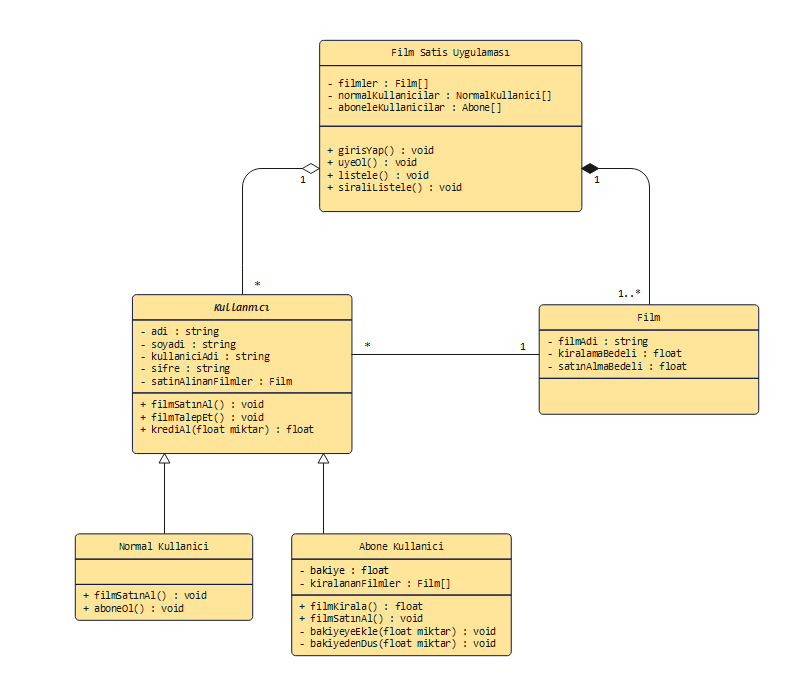 Film Satis Uygulaması
- filmler : Film[]
- normalKullanicilar : NormalKullanici[]
- aboneleKullanicilar : Abone[]
+ girisYap() : void
+ uyeOl() : void
+ listele() : void
+ siraliListele() : void
1
1
*
1..*
Kullanıcı
- adi : string
- soyadi : string
- kullaniciAdi : string
- sifre : string
- satinAlinanFilmler : Film
+ filmSatınAl() : void
+ filmTalepEt() : void
+ krediAl(float miktar) : float
*
1
Film
- filmAdi : string
- kiralamaBedeli : float
- satınAlmaBedeli : float
Normal Kullanici
+ filmSatınAl() : void
+ aboneOl() : void
Abone Kullanici
- bakiye : float
- kiralananFilmler : Film[]
+ filmKirala() : float
+ filmSatınAl() : void
- bakiyeyeEkle(float miktar) : void
- bakiyedenDus(float miktar) : void